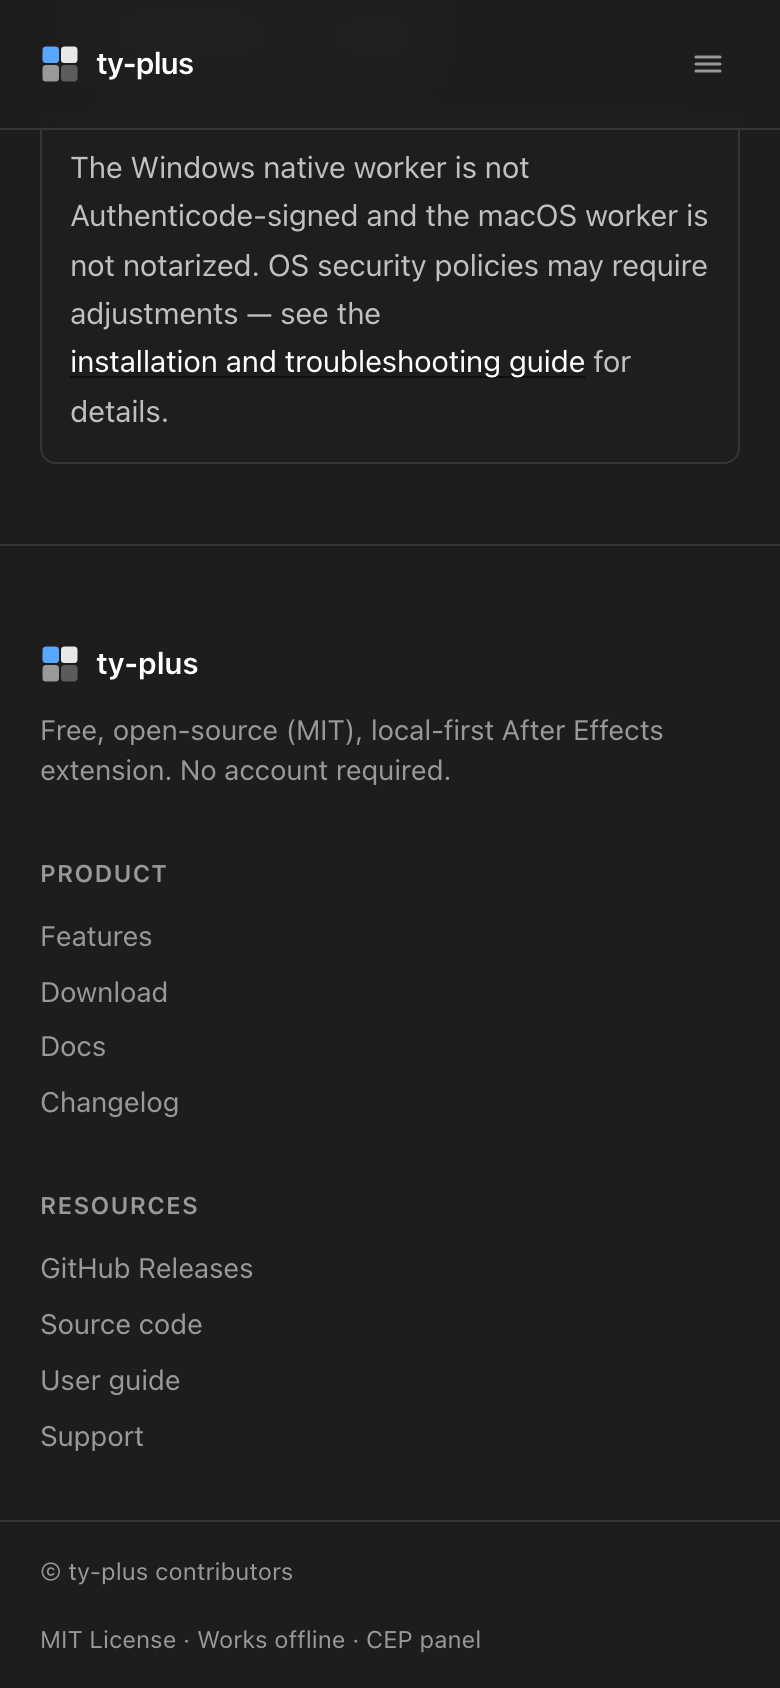 ty-plus
The Windows native worker is not
Authenticode-signed and the macOS worker is
not notarized. OS security policies may require
adjustments — see the
installation and troubleshooting guide for
details.
ty-plus
Free, open-source (MIT), local-first After Effects
extension. No account required.
PRODUCT
Features
Download
Docs
Changelog
RESOURCES
GitHub Releases
Source code
User guide
Support
© ty-plus contributors
MIT License · Works offline · CEP panel